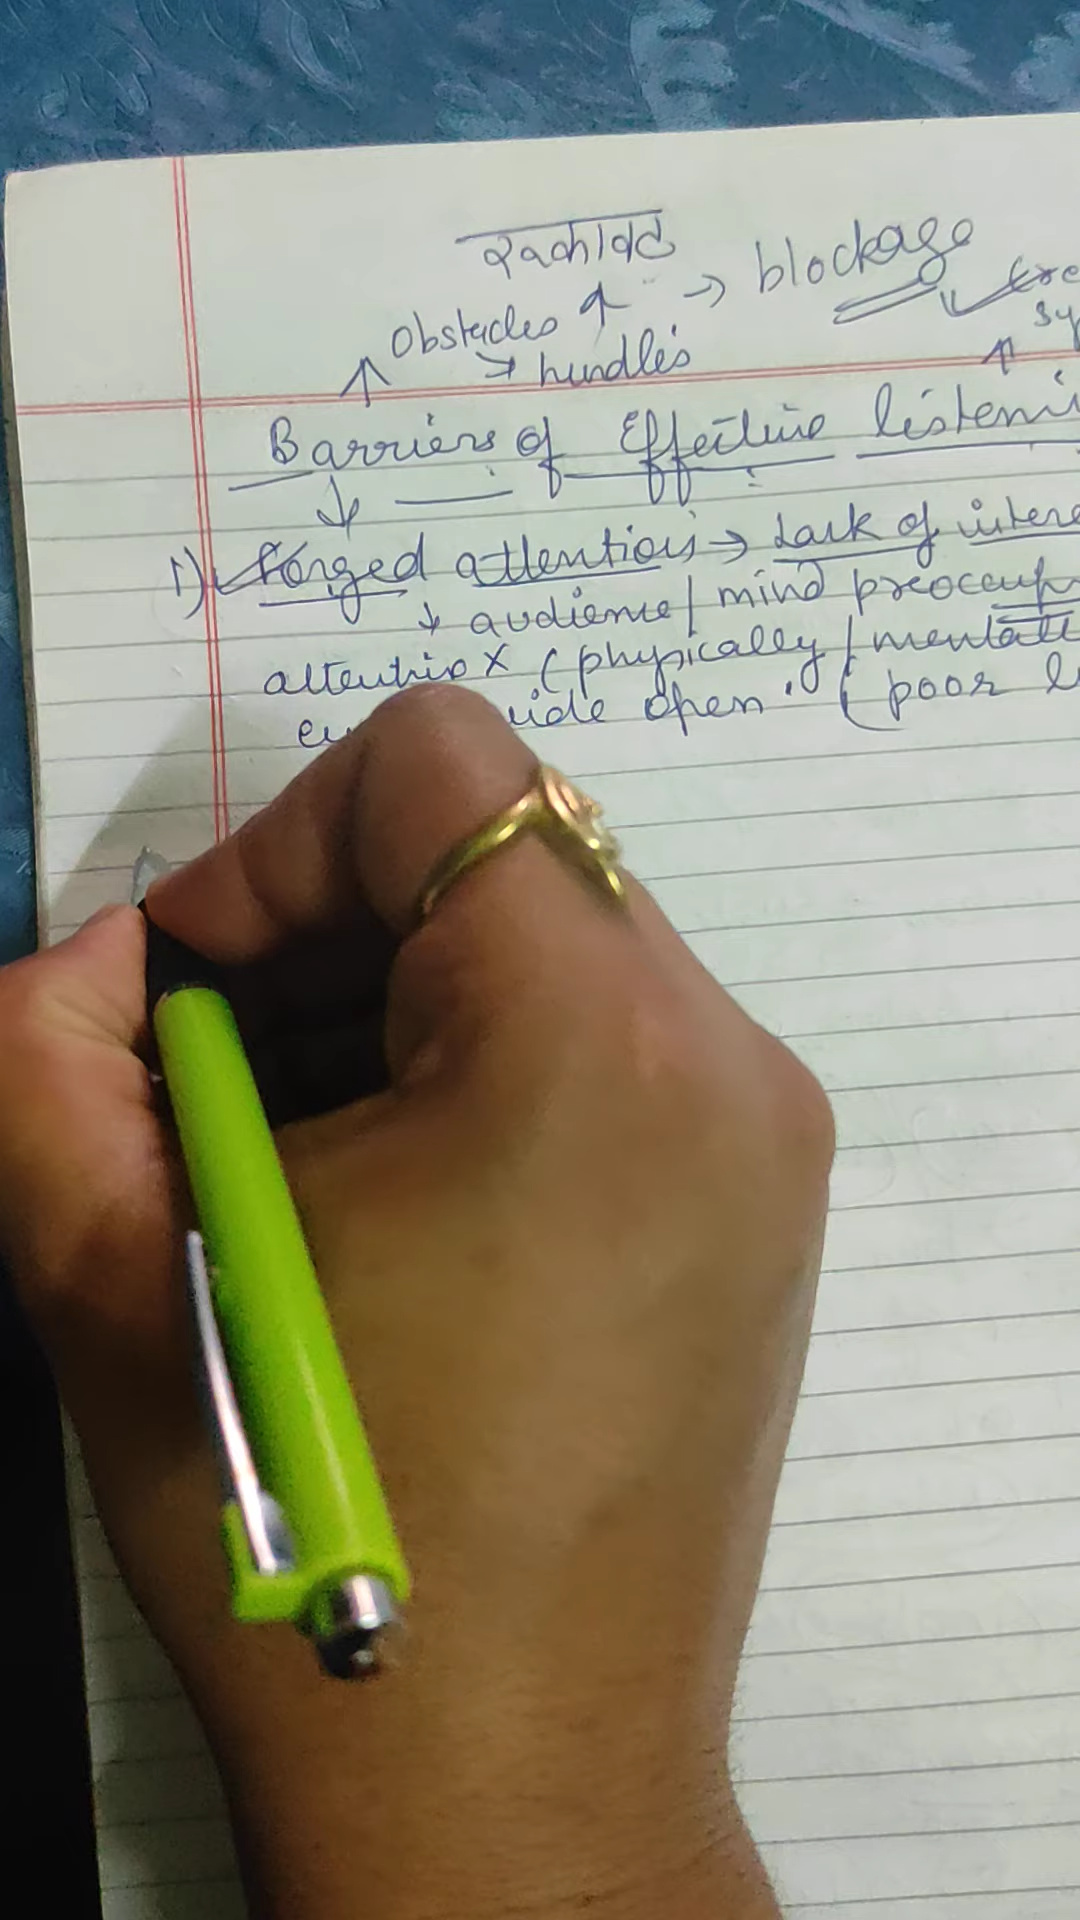 रुकावट → blockage
Obstacles
→ hurdles
Barriers of Effective listeni
1) Forged attention → Lack of intere
↓ audience / mind preoccup
attention X (physically / mentall
wide open . ( poor l